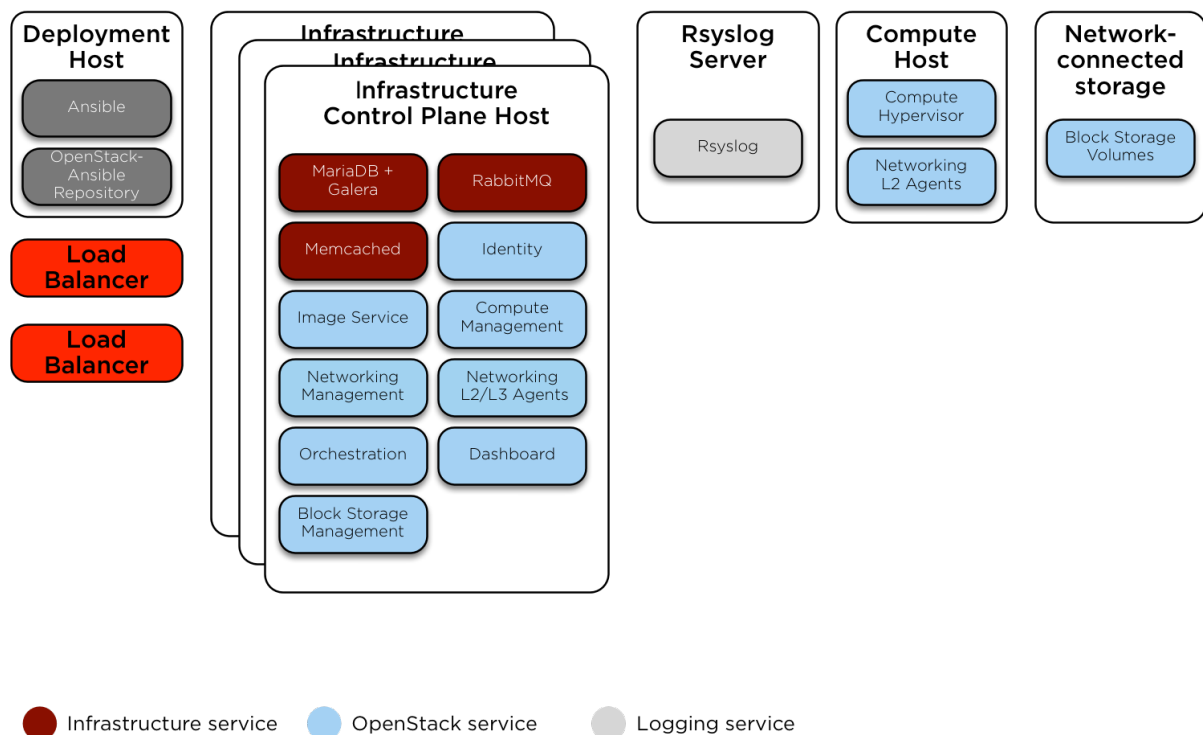 Deployment
Host
Ansible
OpenStack-
Ansible
Repository
Load
Balancer
Load
Balancer
Infrastructure
Infrastructure
Infrastructure
Control Plane Host
MariaDB +
Galera
RabbitMQ
Memcached
Identity
Image Service
Compute
Management
Networking
Management
Networking
L2/L3 Agents
Orchestration
Dashboard
Block Storage
Management
Rsyslog
Server
Rsyslog
Compute
Host
Compute
Hypervisor
Networking
L2 Agents
Network-
connected
storage
Block Storage
Volumes
Infrastructure service
OpenStack service
Logging service